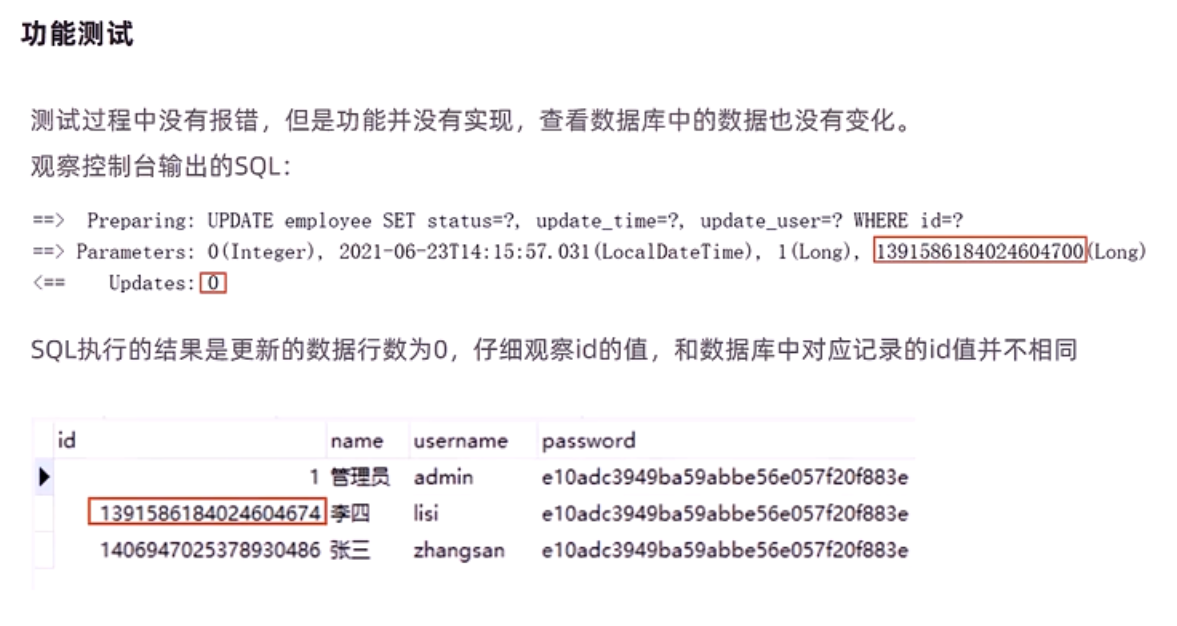 功能测试
测试过程中没有报错，但是功能并没有实现，查看数据库中的数据也没有变化。
观察控制台输出的SQL：
==>  Preparing: UPDATE employee SET status=?, update_time=?, update_user=? WHERE id=?
==> Parameters: 0(Integer), 2021-06-23T14:15:57.031(LocalDateTime), 1(Long), 1391586184024604700(Long)
<==    Updates: 0
SQL执行的结果是更新的数据行数为0，仔细观察id的值，和数据库中对应记录的id值并不相同
id name username password
1 管理员 admin e10adc3949ba59abbe56e057f20f883e
1391586184024604674 李四 lisi e10adc3949ba59abbe56e057f20f883e
1406947025378930486 张三 zhangsan e10adc3949ba59abbe56e057f20f883e